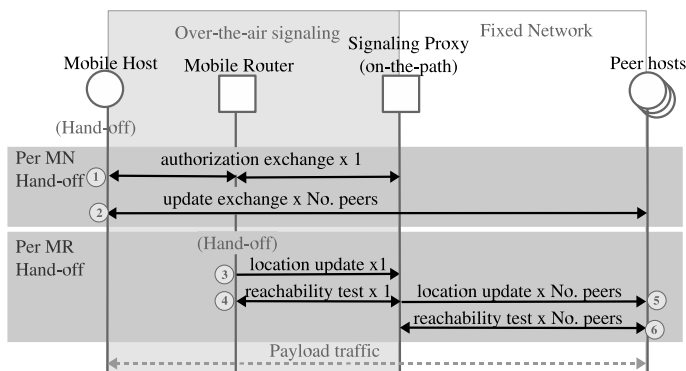 Over-the-air signaling
Fixed Network
Signaling Proxy
(on-the-path)
Mobile Host
Mobile Router
Peer hosts
(Hand-off)
Per MN
Hand-off
authorization exchange x 1
1
update exchange x No. peers
2
Per MR
Hand-off
(Hand-off)
location update x1
3
reachability test x 1
4
location update x No. peers
5
reachability test x No. peers
6
Payload traffic